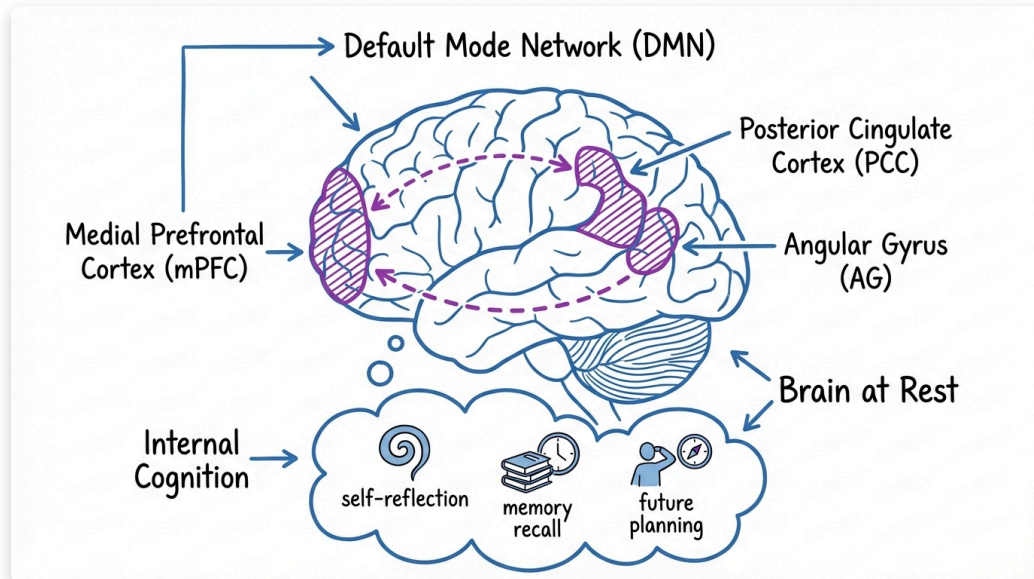 Default Mode Network (DMN)
Posterior Cingulate
Cortex (PCC)
Medial Prefrontal
Cortex (mPFC)
Angular Gyrus
(AG)
Brain at Rest
Internal
Cognition
self-reflection
memory
recall
future
planning